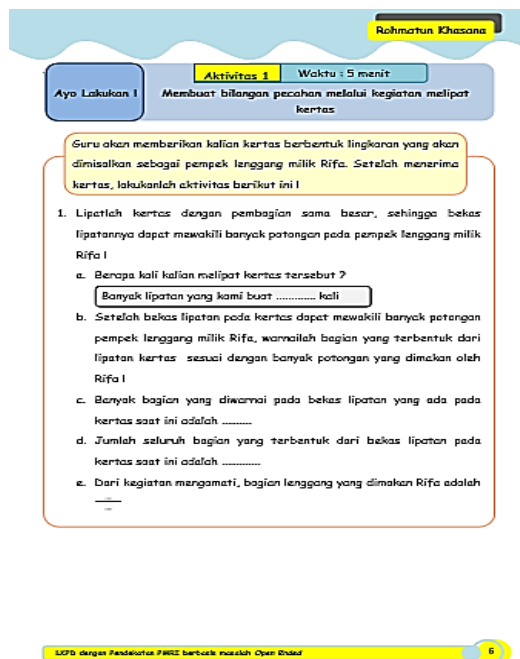 Rohmatun Khasana
Aktivitas 1
Waktu : 5 menit
Ayo Lakukan !
Membuat bilangan pecahan melalui kegiatan melipat
kertas
Guru akan memberikan kalian kertas berbentuk lingkaran yang akan
dimisalkan sebagai pempek lenggang milik Rifa. Setelah menerima
kertas, lakukanlah aktivitas berikut ini !
1. Lipatlah kertas dengan pembagian sama besar, sehingga bekas
lipatannya dapat mewakili banyak potongan pada pempek lenggang milik
Rifa !
a. Berapa kali kalian melipat kertas tersebut ?
Banyak lipatan yang kami buat ............. kali
b. Setelah bekas lipatan pada kertas dapat mewakili banyak potongan
pempek lenggang milik Rifa, warnailah bagian yang terbentuk dari
lipatan kertas sesuai dengan banyak potongan yang dimakan oleh
Rifa !
c. Banyak bagian yang diwarnai pada bekas lipatan yang ada pada
kertas saat ini adalah ..........
d. Jumlah seluruh bagian yang terbentuk dari bekas lipatan pada
kertas saat ini adalah .............
e. Dari kegiatan mengamati, bagian lenggang yang dimakan Rifa adalah
...
...
LKPD dengan Pendekatan PMRI berbasis masalah Open Ended
6